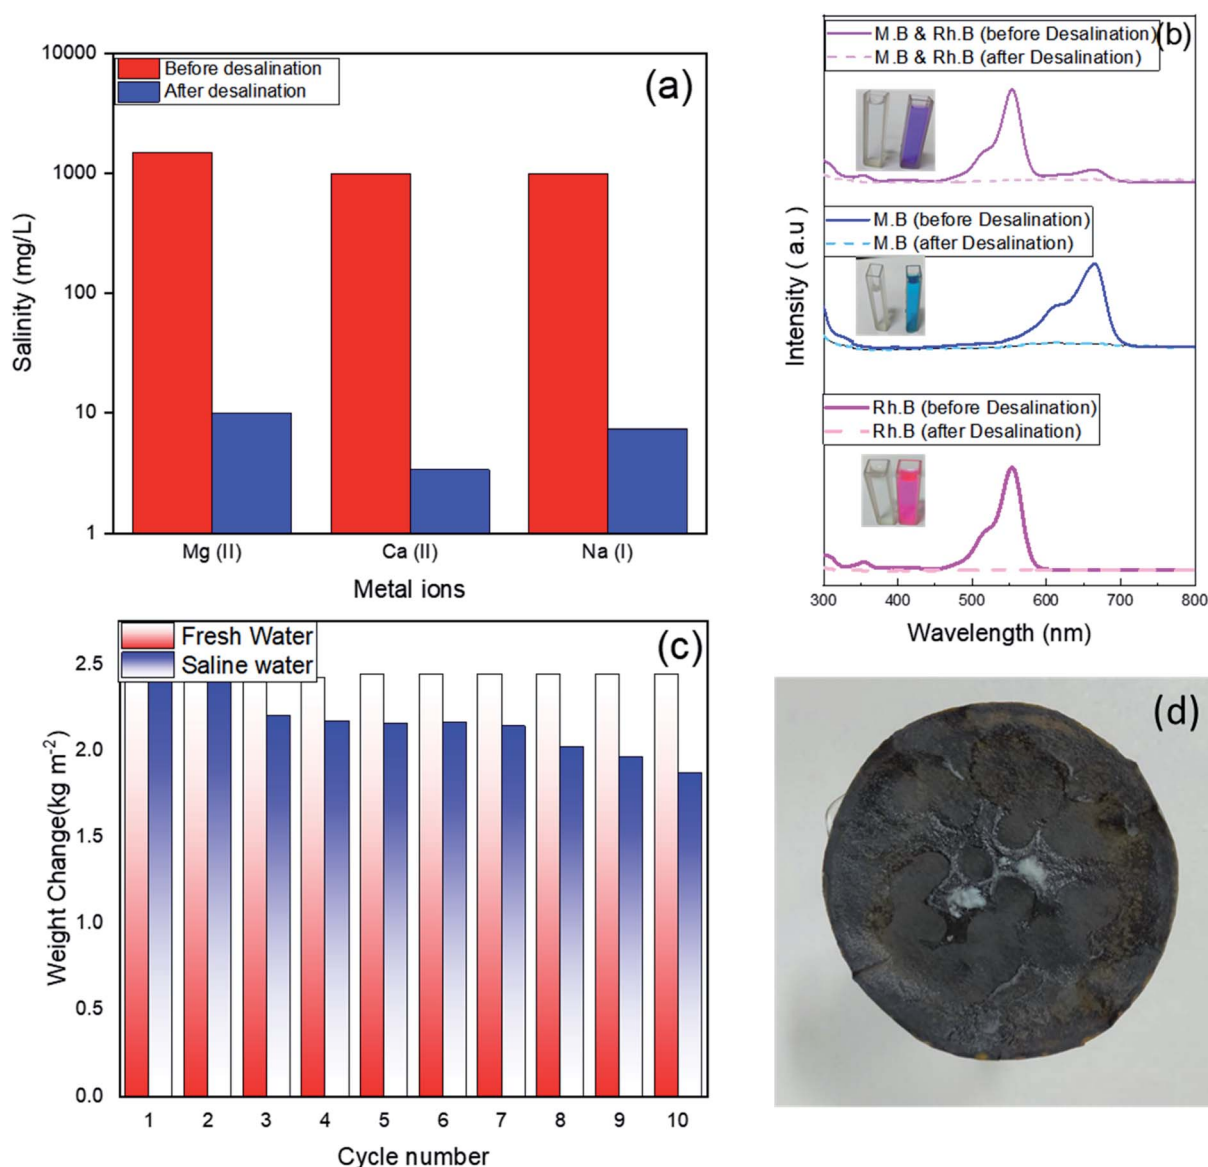 (a)
10000
1000
100
10
1
Salinity (mg/L)
Before desalination
After desalination
Mg (II) Ca (II) Na (I)
Metal ions
(b)
M.B & Rh.B (before Desalination)
M.B & Rh.B (after Desalination)
M.B (before Desalination)
M.B (after Desalination)
Rh.B (before Desalination)
Rh.B (after Desalination)
Intensity ( a.u )
300 400 500 600 700 800
Wavelength (nm)
(c)
Fresh Water
Saline water
2.5
2.0
1.5
1.0
0.5
0.0
Weight Change(kg m⁻²)
1 2 3 4 5 6 7 8 9 10
Cycle number
(d)